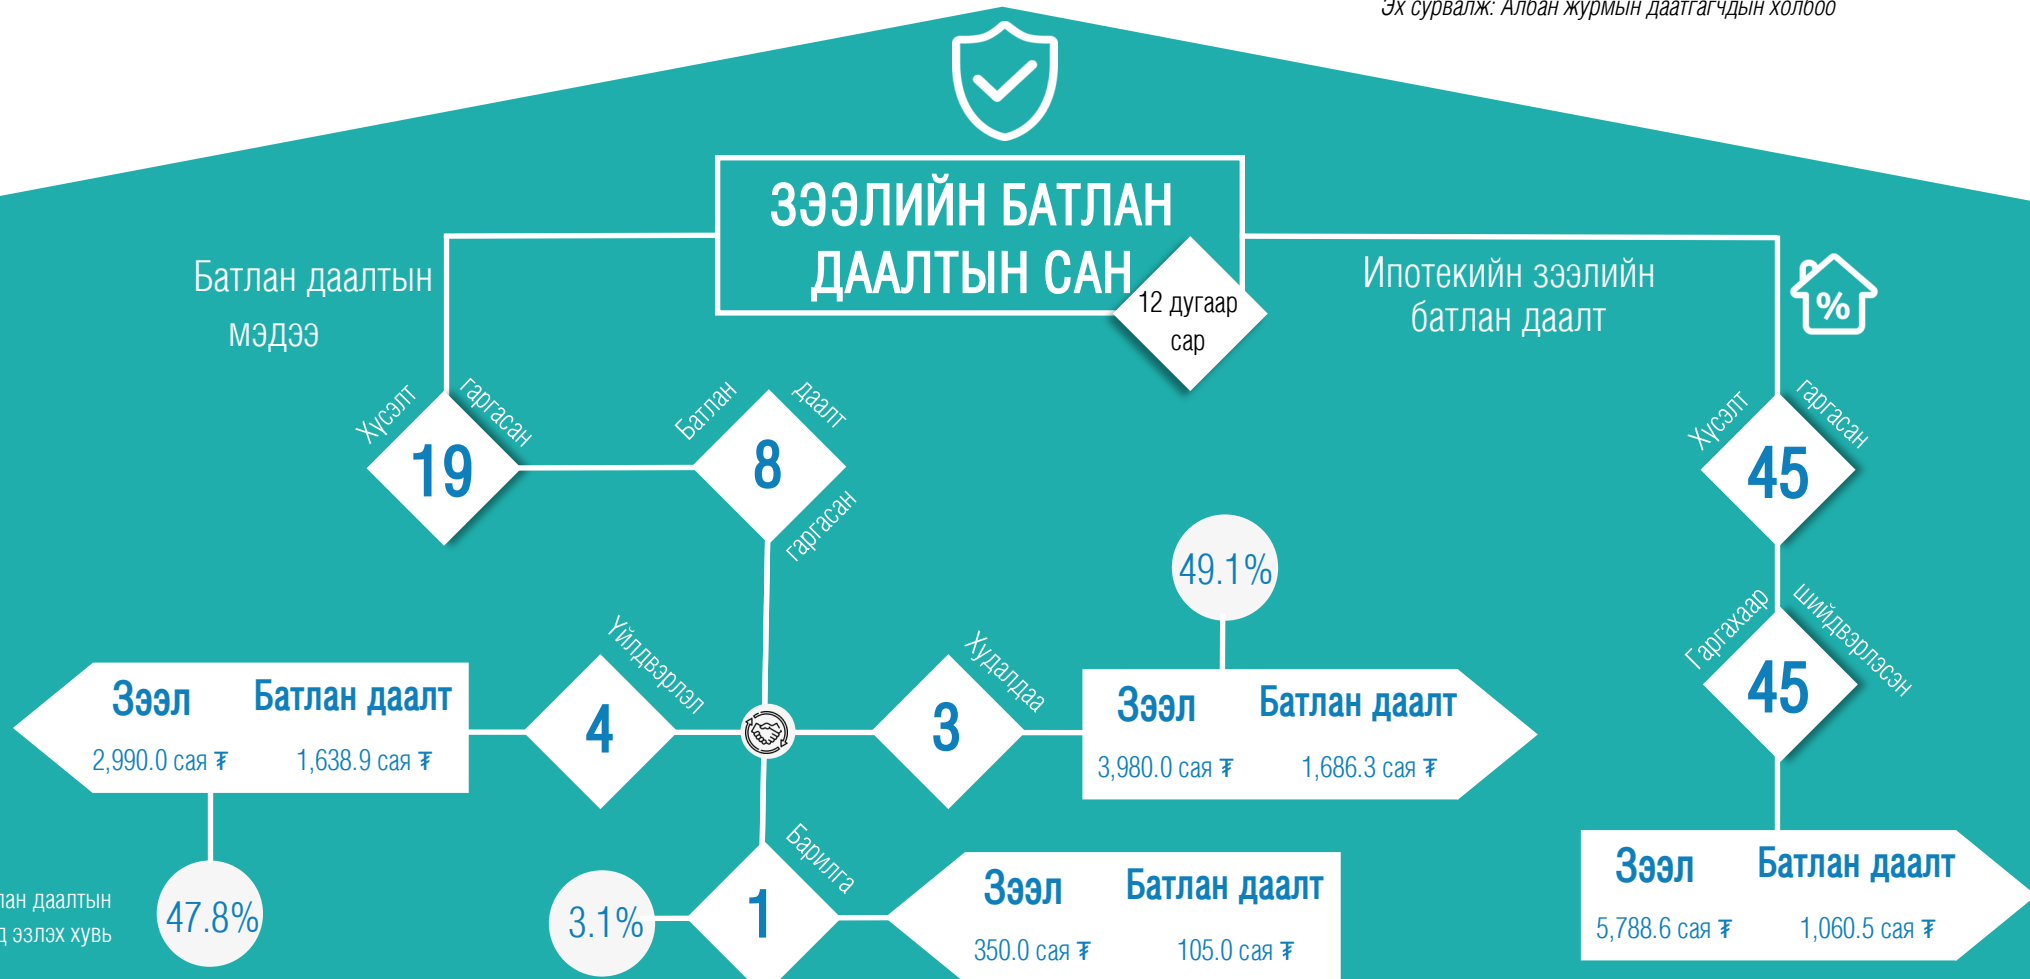 Эх сурвалж: Албан журмын даатгагчдын холбоо
ЗЭЭЛИЙН БАТЛАН
ДААЛТЫН САН
12 дугаар
сар
Батлан даалтын
мэдээ
Ипотекийн зээлийн
батлан даалт
%
Хүсэлт гаргасан
19
Батлан даалт
8
гаргасан
Хүсэлт гаргасан
45
Гаргахаар шийдвэрлэсэн
45
49.1%
Үйлдвэрлэл
4
Худалдаа
3
Зээл Батлан даалт
2,990.0 сая ₮ 1,638.9 сая ₮
Зээл Батлан даалт
3,980.0 сая ₮ 1,686.3 сая ₮
Барилга
1
47.8%
3.1%
даалтын
эзлэх хувь
Зээл Батлан даалт
350.0 сая ₮ 105.0 сая ₮
Зээл Батлан даалт
5,788.6 сая ₮ 1,060.5 сая ₮